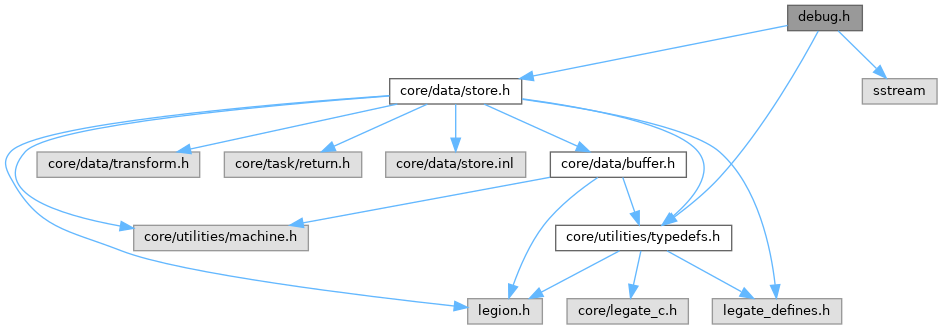 debug.h
core/data/store.h
sstream
core/data/transform.h
core/task/return.h
core/data/store.inl
core/data/buffer.h
core/utilities/machine.h
core/utilities/typedefs.h
legion.h
core/legate_c.h
legate_defines.h